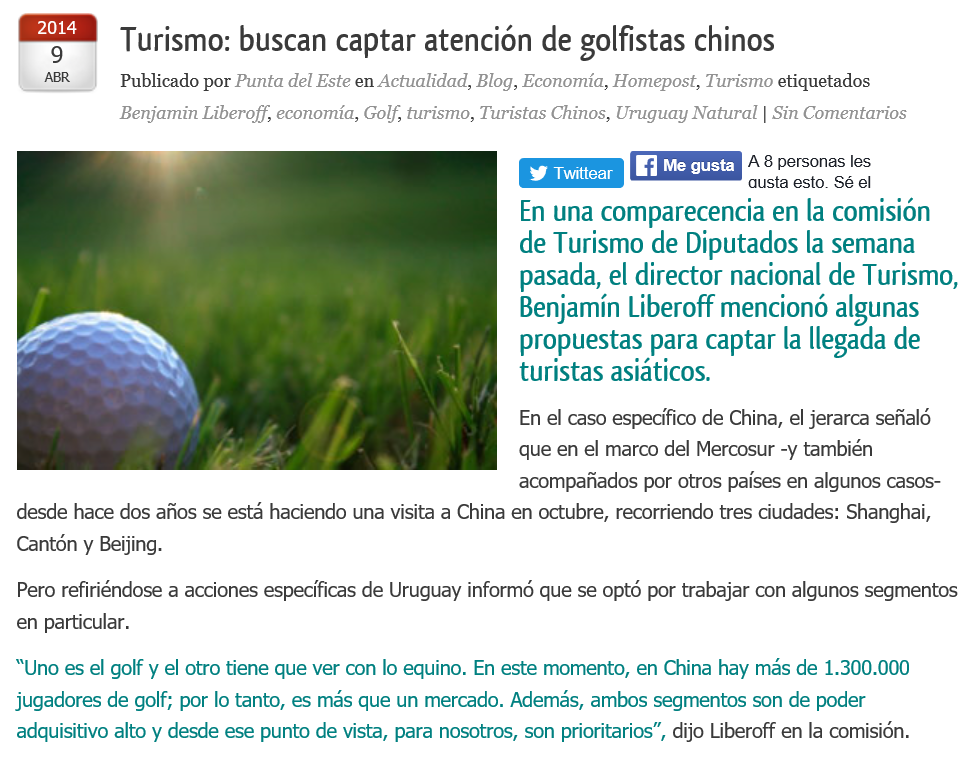 2014
9
ABR
Turismo: buscan captar atención de golfistas chinos
Publicado por Punta del Este en Actualidad, Blog, Economía, Homepost, Turismo etiquetados
Benjamin Liberoff, economía, Golf, turismo, Turistas Chinos, Uruguay Natural | Sin Comentarios
Twittear
Me gusta
A 8 personas les
gusta esto. Sé el
En una comparecencia en la comisión
de Turismo de Diputados la semana
pasada, el director nacional de Turismo,
Benjamín Liberoff mencionó algunas
propuestas para captar la llegada de
turistas asiáticos.
En el caso específico de China, el jerarca señaló
que en el marco del Mercosur -y también
acompañados por otros países en algunos casos-
desde hace dos años se está haciendo una visita a China en octubre, recorriendo tres ciudades: Shanghai,
Cantón y Beijing.
Pero refiriéndose a acciones específicas de Uruguay informó que se optó por trabajar con algunos segmentos
en particular.
“Uno es el golf y el otro tiene que ver con lo equino. En este momento, en China hay más de 1.300.000
jugadores de golf; por lo tanto, es más que un mercado. Además, ambos segmentos son de poder
adquisitivo alto y desde ese punto de vista, para nosotros, son prioritarios”, dijo Liberoff en la comisión.